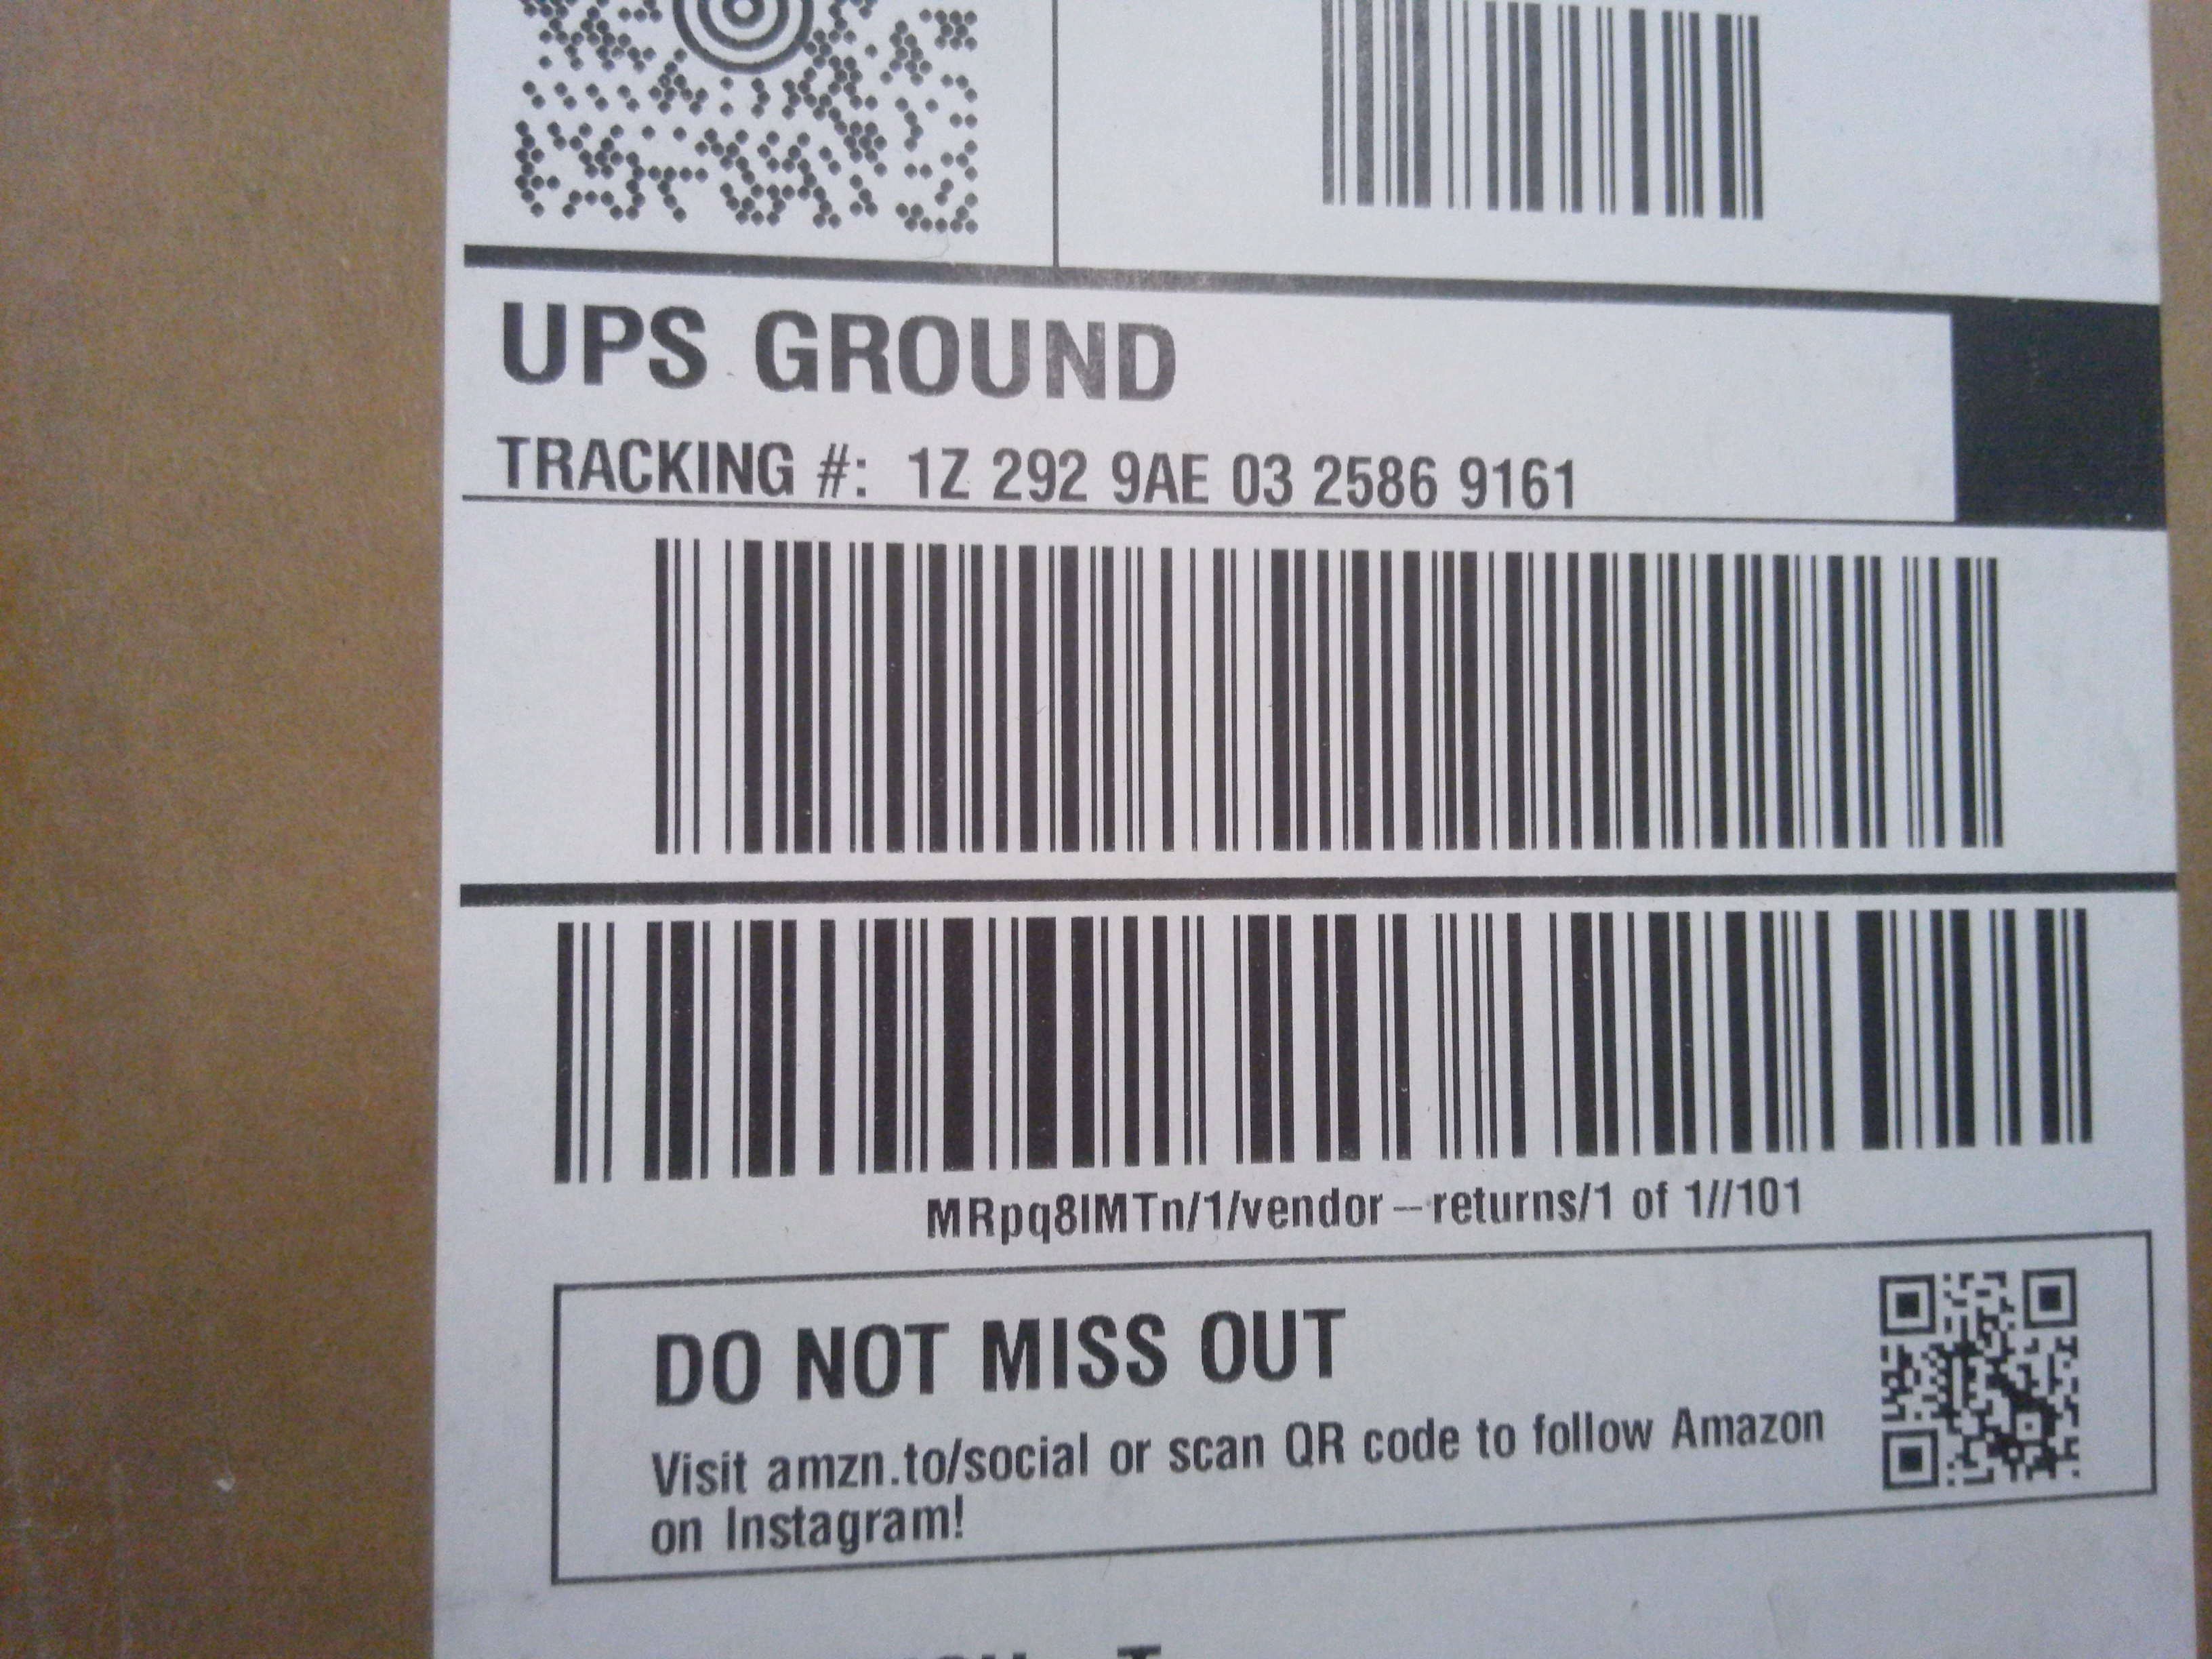 UPS GROUND
TRACKING #: 1Z 292 9AE 03 2586 9161
MRpq8lMTn/1/vendor-returns/1 of 1//101
DO NOT MISS OUT
Visit amzn.to/social or scan QR code to follow Amazon
on Instagram!